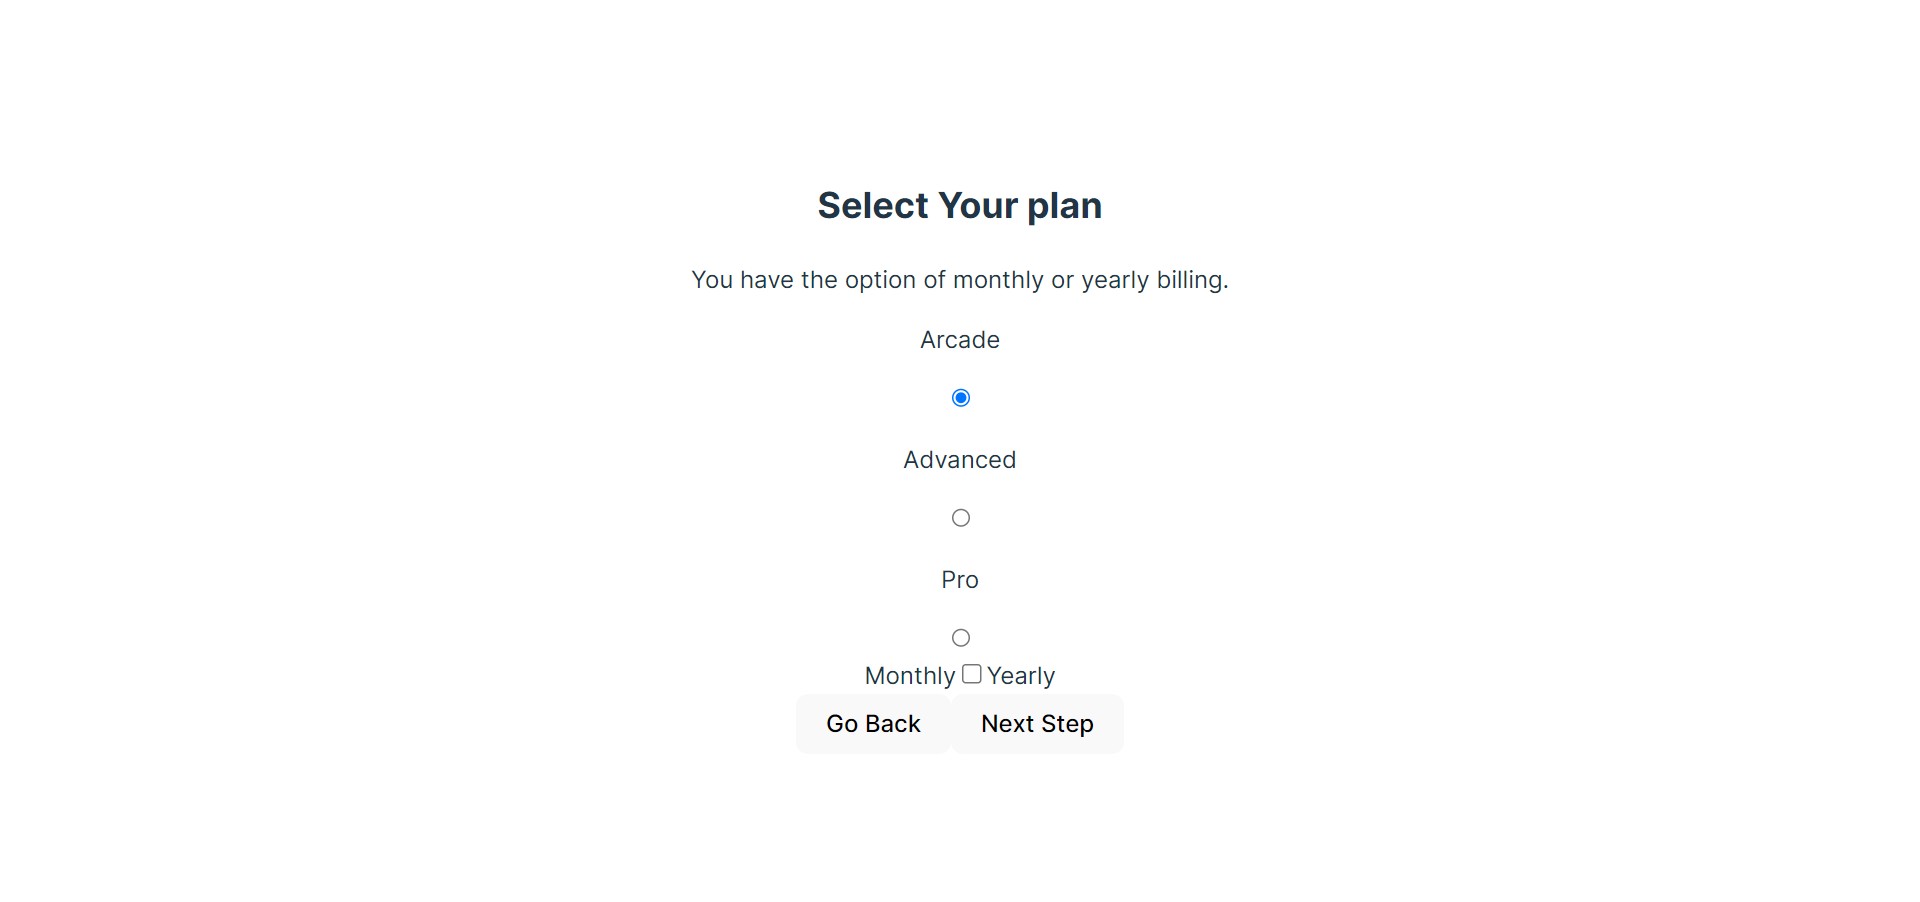 Select Your plan
You have the option of monthly or yearly billing.
Arcade
Advanced
Pro
Monthly Yearly
Go Back Next Step